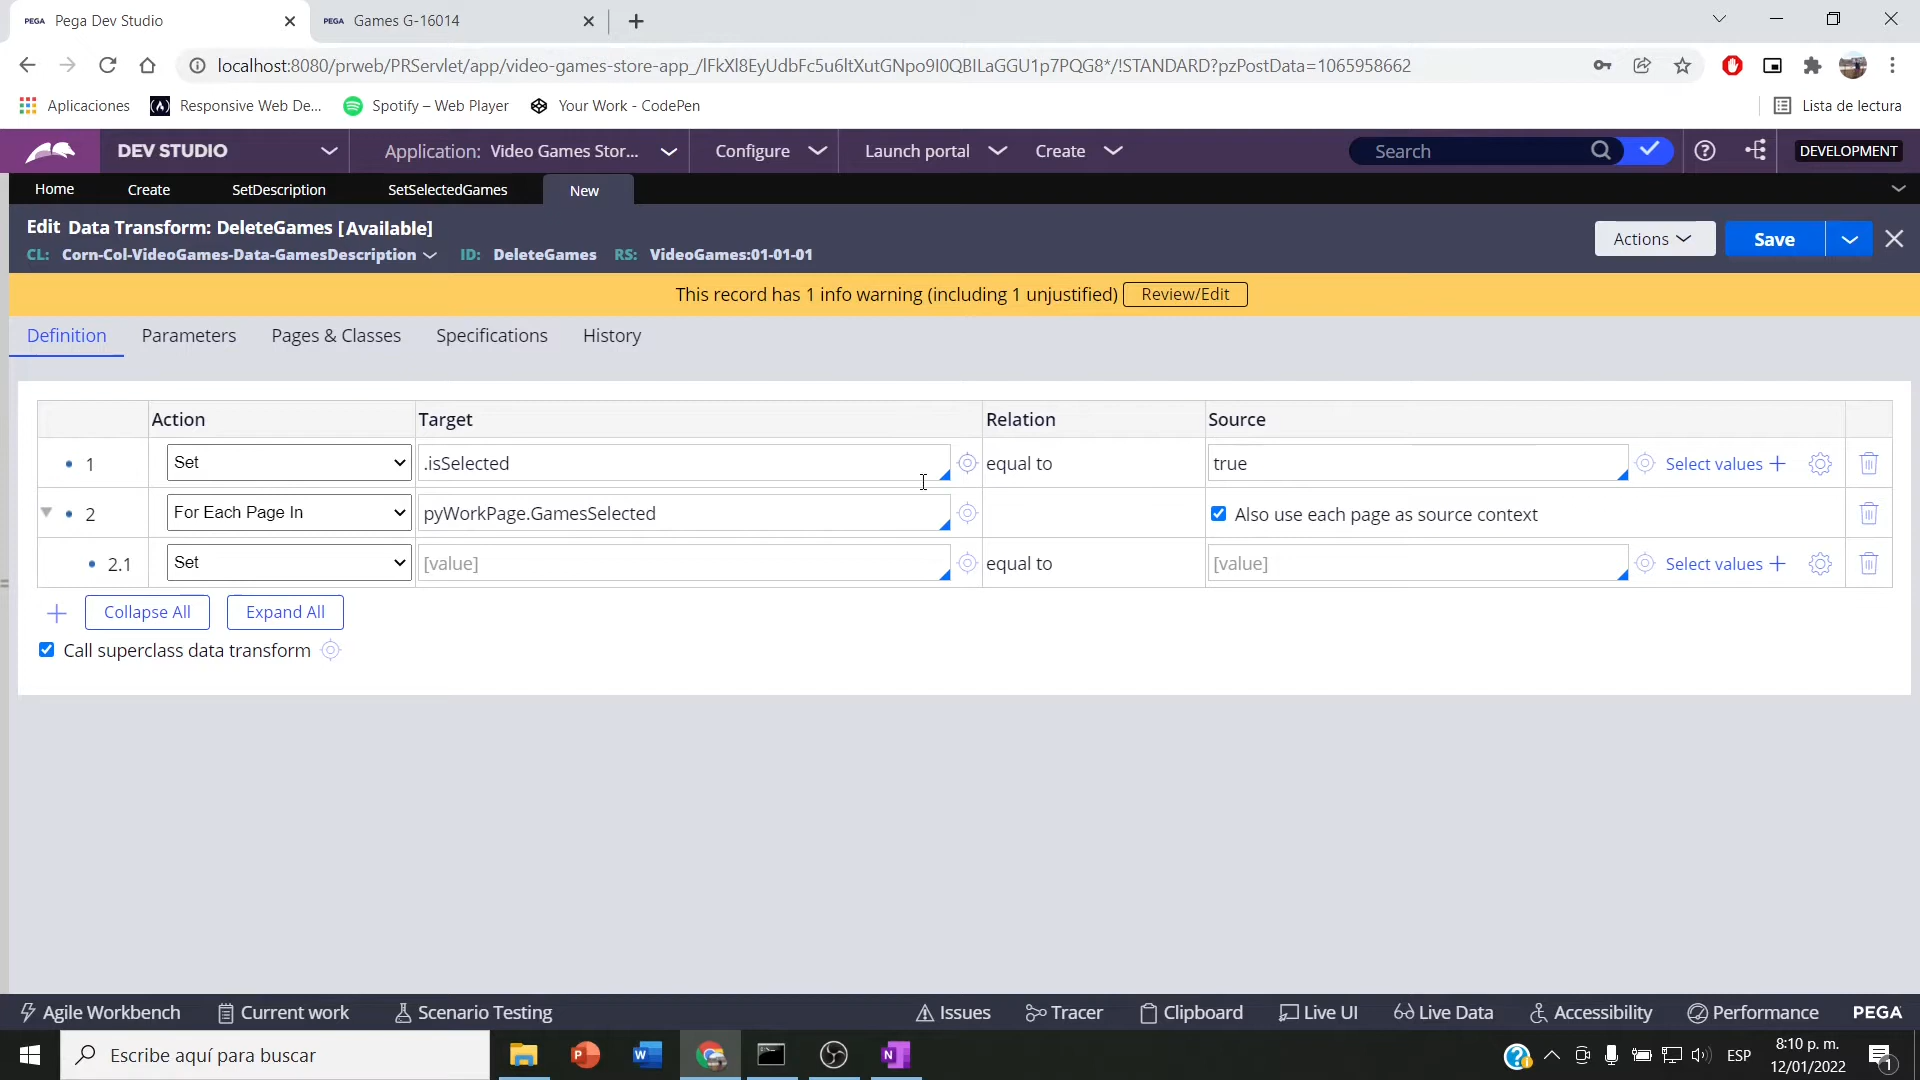 PEGA Pega Dev Studio
PEGA Games G-16014
localhost:8080/prweb/PRServlet/app/video-games-store-app_/lFkXl8EyUdbFc5u6ltXutGNpo9I0QBILaGGU1p7PQG8*/!STANDARD?pzPostData=1065958662
Aplicaciones
Responsive Web De...
Spotify – Web Player
Your Work - CodePen
Lista de lectura
DEV STUDIO
Application: Video Games Stor...
Configure
Launch portal
Create
Search
DEVELOPMENT
Home
Create
SetDescription
SetSelectedGames
New
Edit Data Transform: DeleteGames [Available]
CL: Corn-Col-VideoGames-Data-GamesDescription ID: DeleteGames RS: VideoGames:01-01-01
Actions
Save
This record has 1 info warning (including 1 unjustified) Review/Edit
Definition
Parameters
Pages & Classes
Specifications
History
Action Target Relation Source
1 Set .isSelected equal to true Select values
2 For Each Page In pyWorkPage.GamesSelected Also use each page as source context
2.1 Set [value] equal to [value] Select values
Collapse All
Expand All
Call superclass data transform
Agile Workbench
Current work
Scenario Testing
Issues
Tracer
Clipboard
Live UI
Live Data
Accessibility
Performance
PEGA
Escribe aquí para buscar
ESP
8:10 p. m.
12/01/2022
1